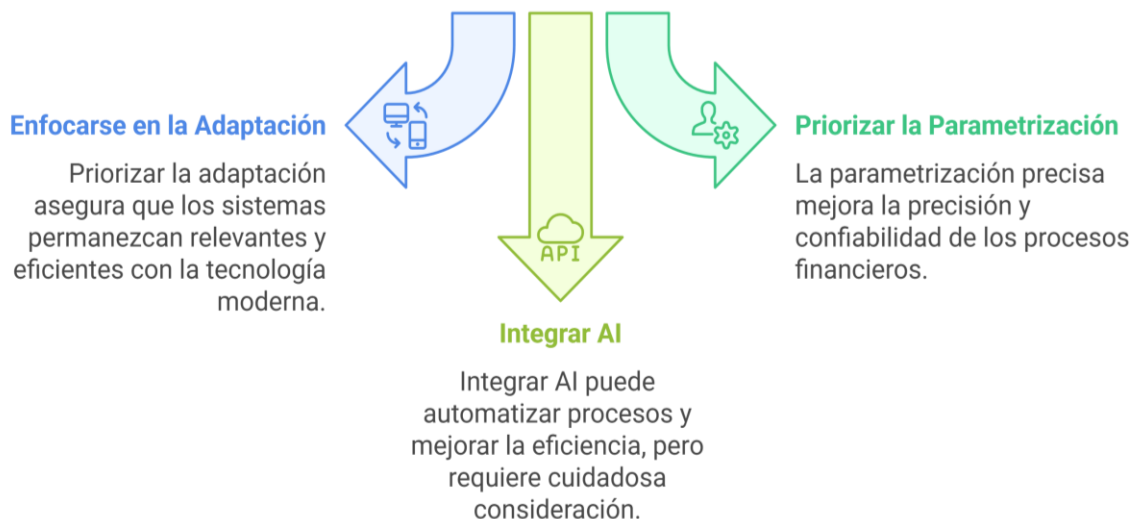 Enfocarse en la Adaptación
Priorizar la adaptación
asegura que los sistemas
permanezcan relevantes y
eficientes con la tecnología
moderna.
API
Integrar AI
Integrar AI puede
automatizar procesos y
mejorar la eficiencia, pero
requiere cuidadosa
consideración.
Priorizar la Parametrización
La parametrización precisa
mejora la precisión y
confiabilidad de los procesos
financieros.